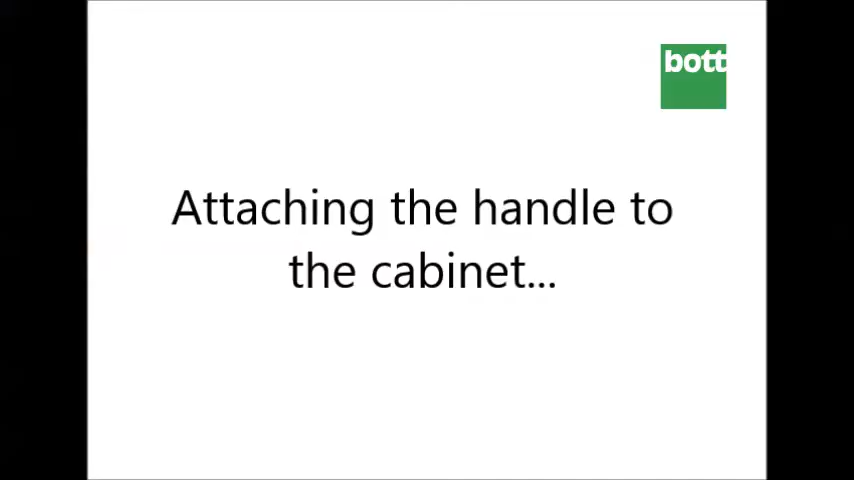 bott
Attaching the handle to
the cabinet...